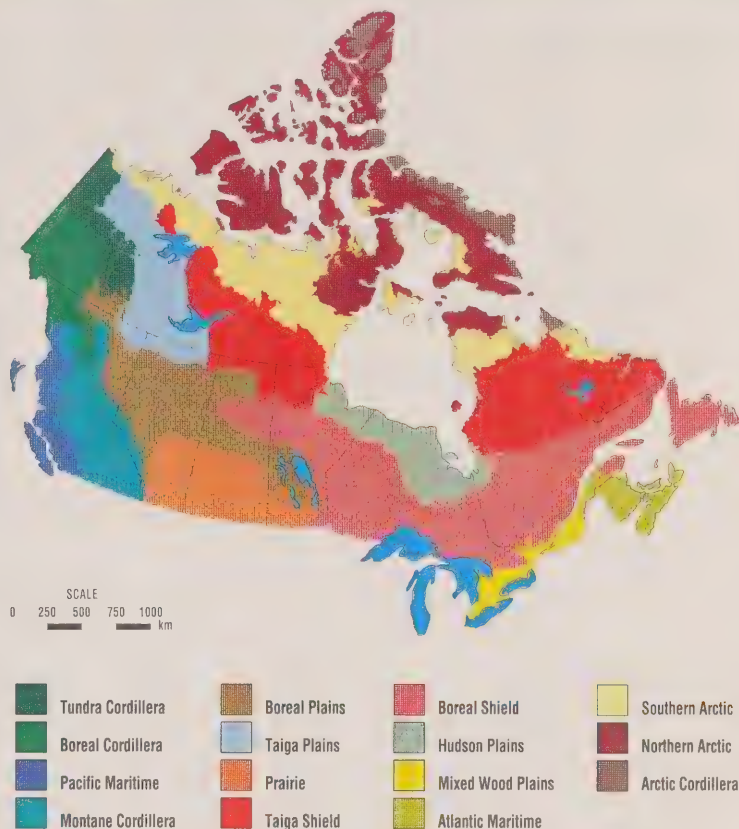 SCALE
0 250 500 750 1000
km
Tundra Cordillera
Boreal Plains
Boreal Shield
Southern Arctic
Boreal Cordillera
Taiga Plains
Hudson Plains
Northern Arctic
Pacific Maritime
Prairie
Mixed Wood Plains
Arctic Cordillera
Montane Cordillera
Taiga Shield
Atlantic Maritime